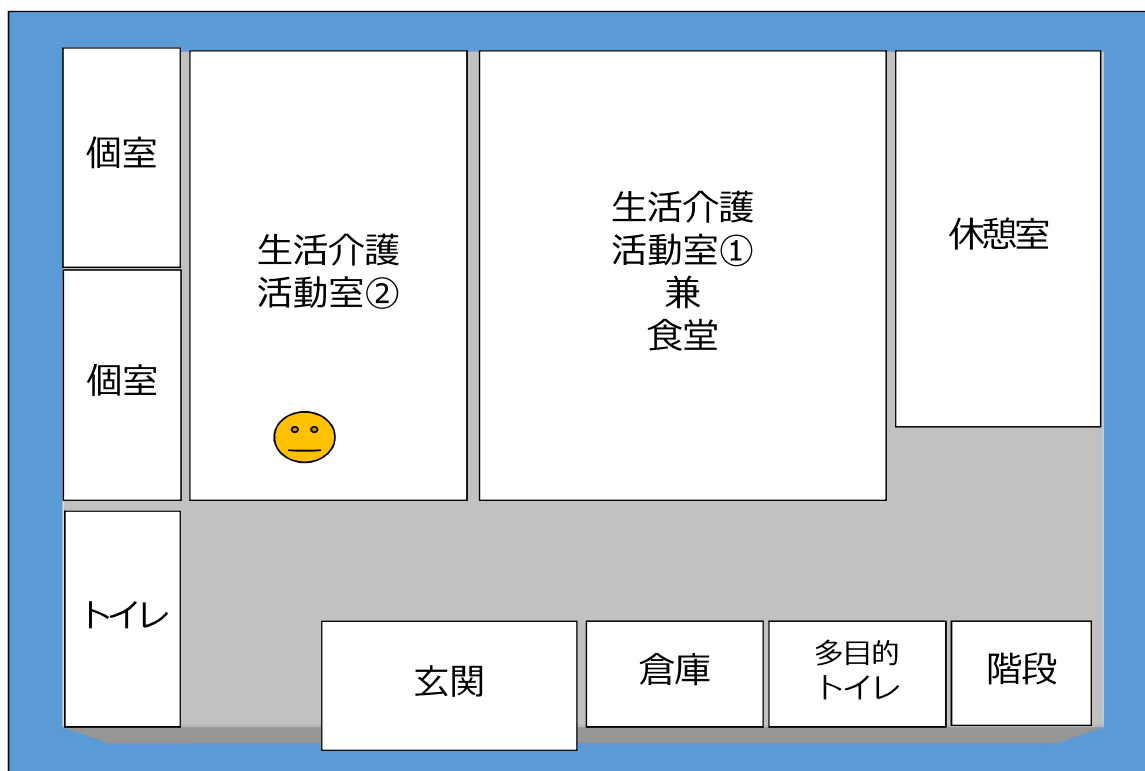 個室
生活介護
活動室②
生活介護
活動室①
兼
食堂
休憩室
個室
トイレ
玄関
倉庫
多目的
トイレ
階段